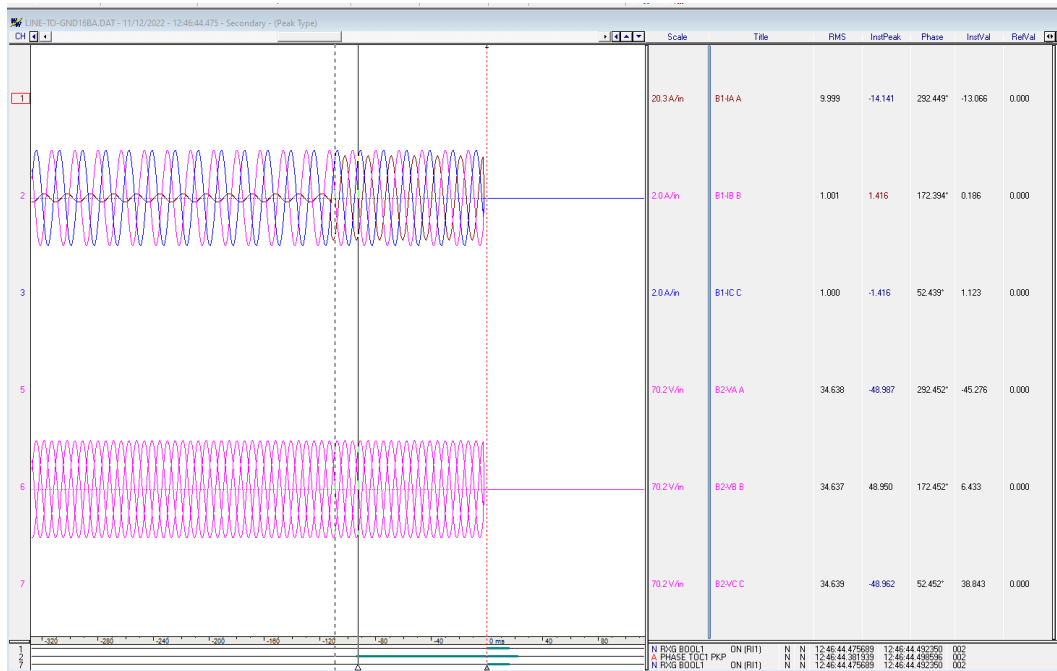 LINE-TO-GND16BA.DAT - 11/12/2022 - 12:46:44.475 - Secondary - (Peak Type)
CH Scale Title RMS InstPeak Phase InstVal RefVal
1 20.3 A/in B1-IA A 9.999 -14.141 292.449° -13.066 0.000
2 2.0 A/in B1-IB B 1.001 1.416 172.394° 0.186 0.000
3 2.0 A/in B1-IC C 1.000 -1.416 52.439° 1.123 0.000
5 70.2 V/in B2-VA A 34.638 -48.987 292.452° -45.276 0.000
6 70.2 V/in B2-VB B 34.637 48.950 172.452° 6.433 0.000
7 70.2 V/in B2-VC C 34.639 -48.962 52.452° 38.843 0.000
-320 -280 -240 -200 -160 -120 -80 -40 0 ms 40 80
1 N RXG BOOL1 ON (RI1) N N 12:46:44.475689 12:46:44.492350 002
2 A PHASE TOC1 PKP N N 12:46:44.381939 12:46:44.498596 002
7 N RXG BOOL1 ON (RI1) N N 12:46:44.475689 12:46:44.492350 002